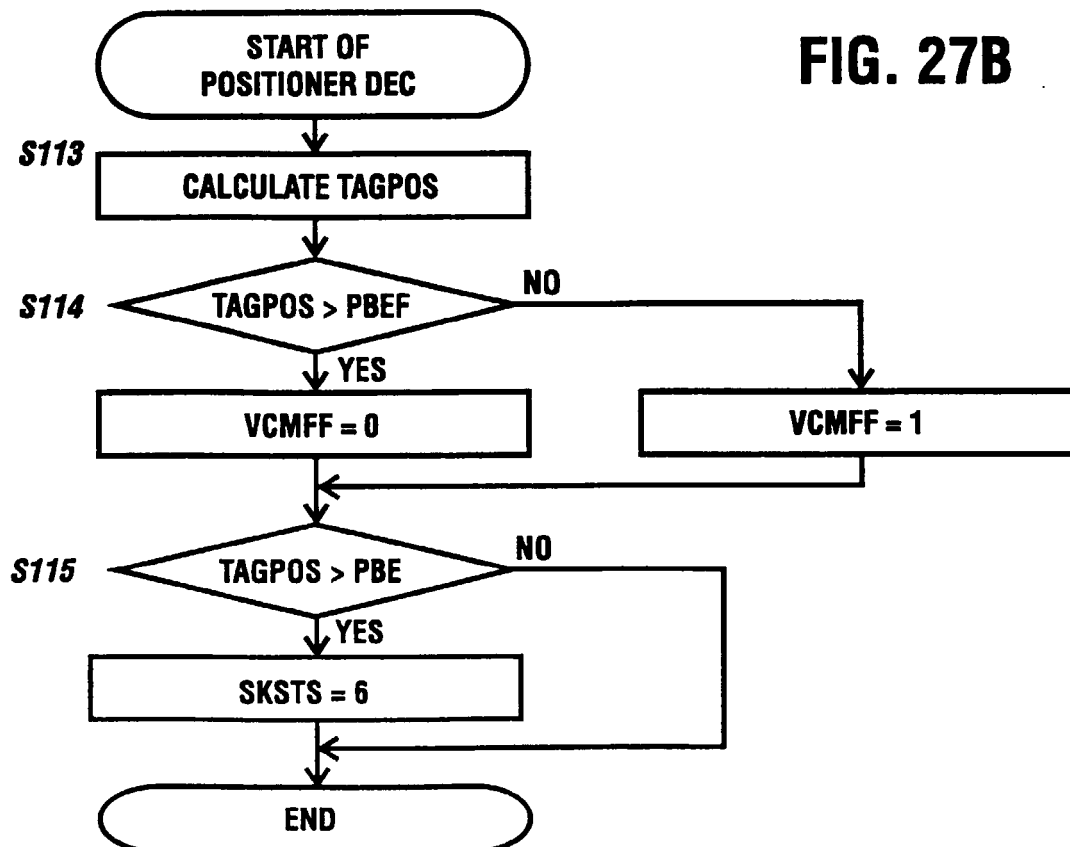 START OF
POSITIONER DEC
FIG. 27B
S113
CALCULATE TAGPOS
S114
TAGPOS > PBEF
NO
YES
VCMFF = 0
VCMFF = 1
S115
TAGPOS > PBE
NO
YES
SKSTS = 6
END